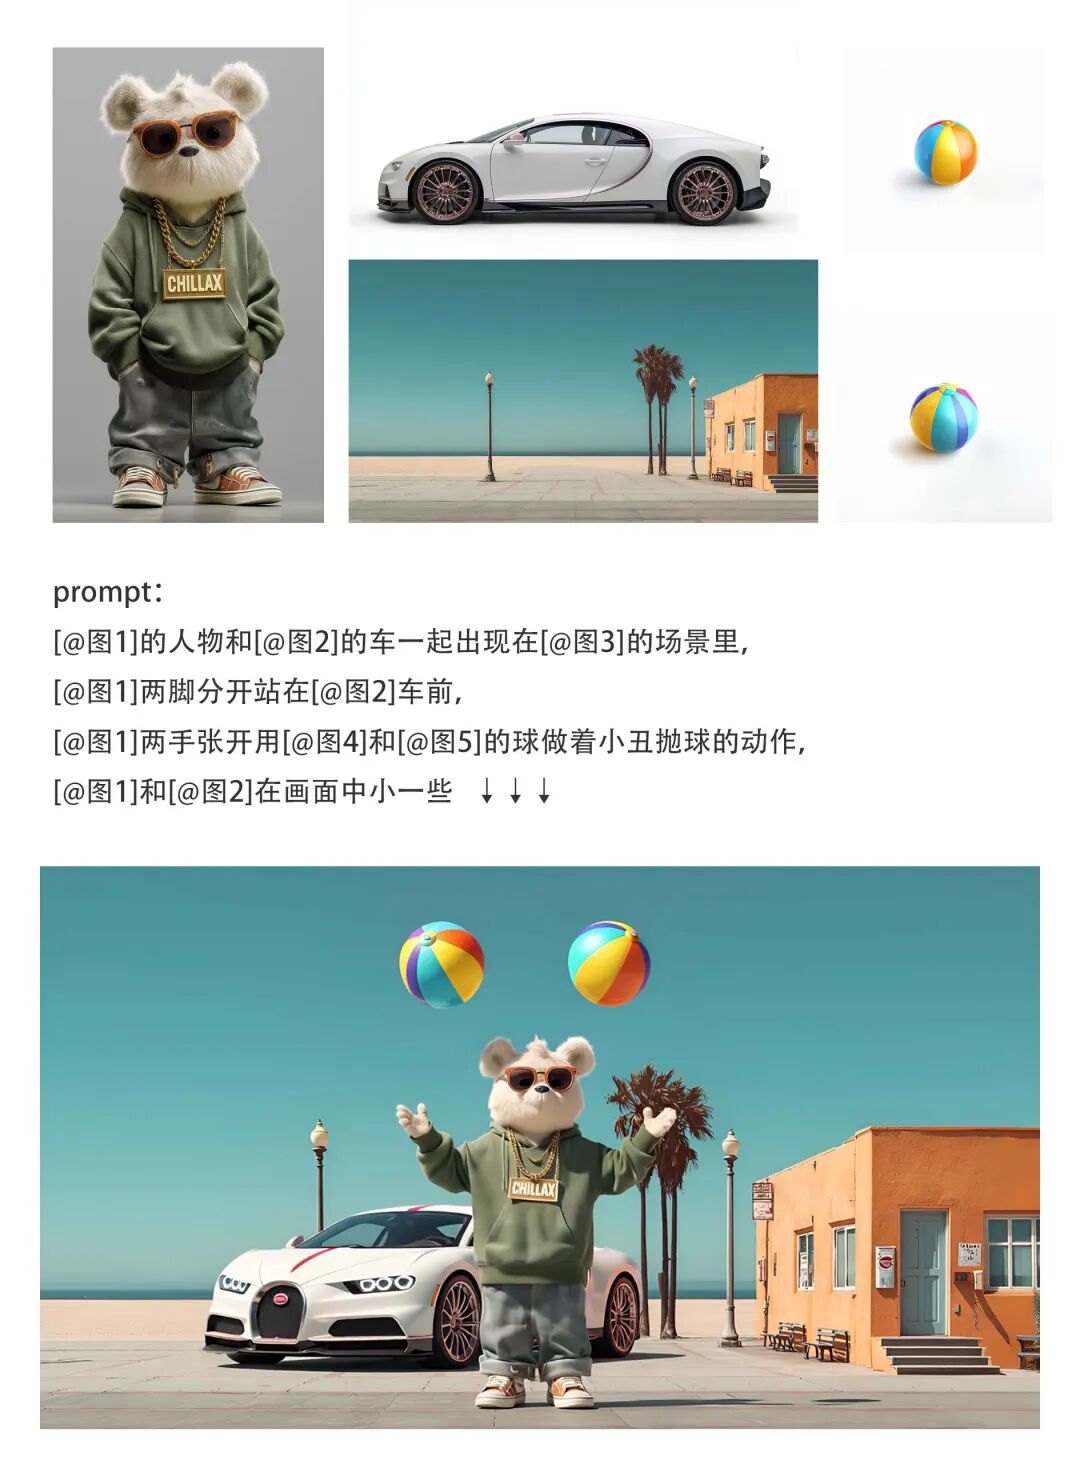 CHILLAX
prompt：
[@图1]的人物和[@图2]的车一起出现在[@图3]的场景里,
[@图1]两脚分开站在[@图2]车前,
[@图1]两手张开用[@图4]和[@图5]的球做着小丑抛球的动作,
[@图1]和[@图2]在画面中小一些 ↓↓↓
CHILLAX